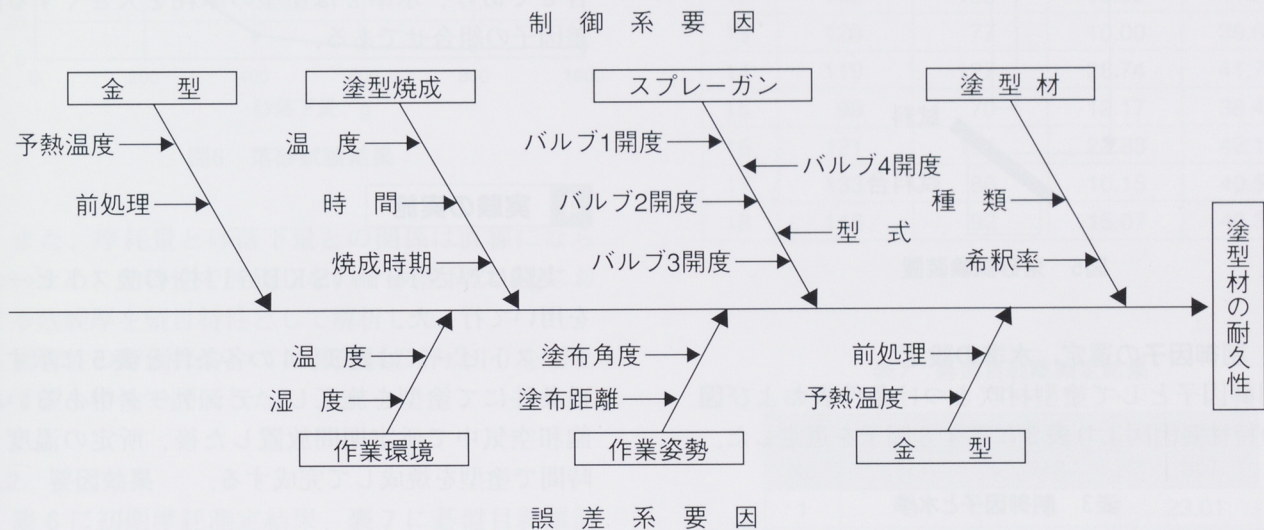 制御系要因
金　型
塗型焼成
スプレーガン
塗型材
予熱温度
前処理
温　度
時　間
焼成時期
バルブ1開度
バルブ4開度
バルブ2開度
型　式
バルブ3開度
種　類
希釈率
塗型材の耐久性
温　度
湿　度
作業環境
塗布角度
塗布距離
作業姿勢
前処理
予熱温度
金　型
誤差系要因